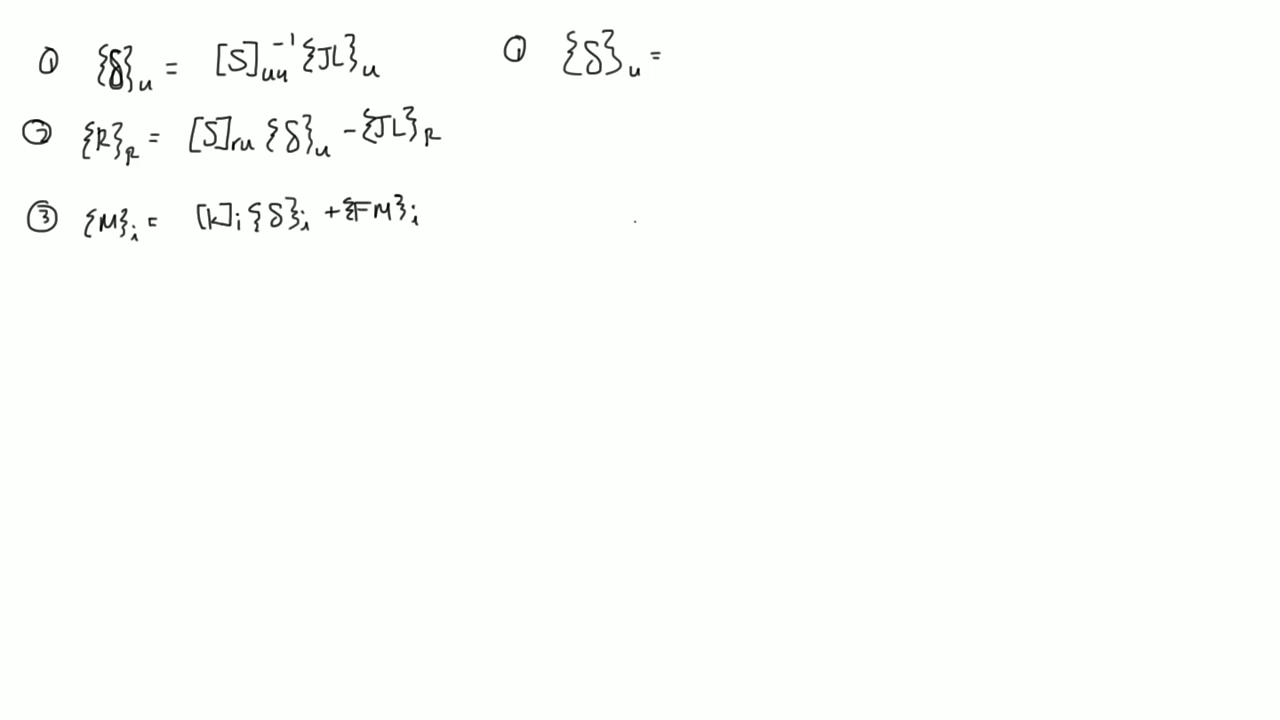 ① {δ}u = [S]uu⁻¹ {JL}u
② {R}R = [S]ru {δ}u - {JL}R
③ {M}i = [k]i {δ}i + {FM}i
① {δ}u =